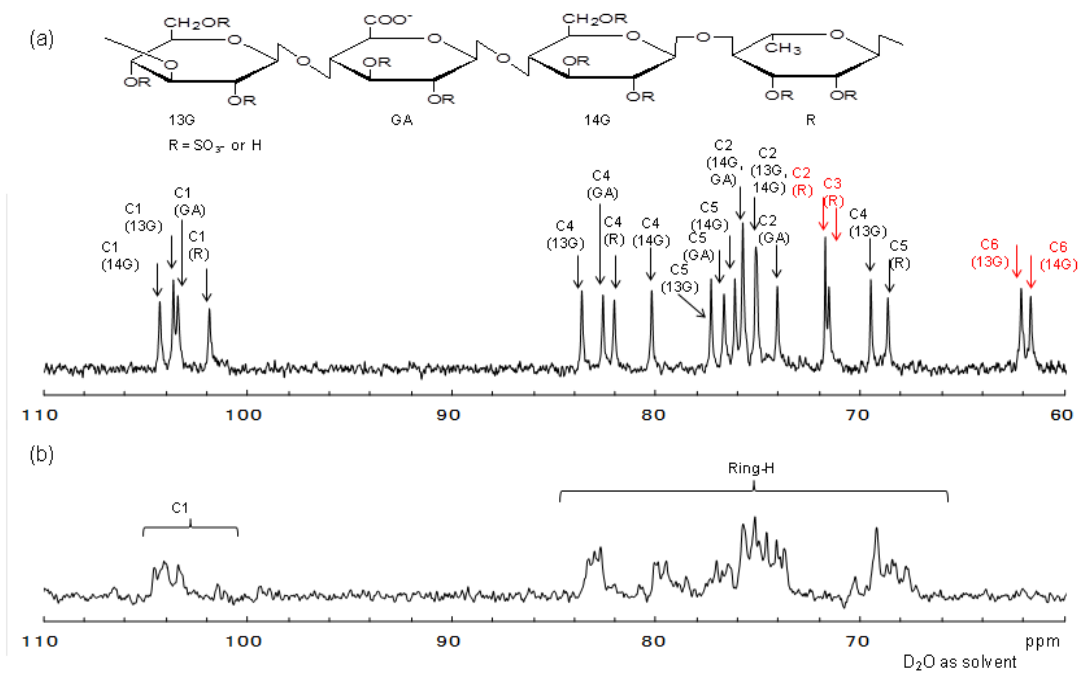 (a)
CH₂OR
COO⁻
CH₂OR
O
O
O
O
CH₃
O
O
O
O
OR
OR
OR
OR
OR
OR
OR
OR
OR
13G
GA
14G
R
R = SO₃- or H
C1
(14G)
C1
(13G)
C1
(GA)
C1
(R)
C4
(13G)
C4
(GA)
C4
(R)
C4
(14G)
C5
(13G)
C5
(GA)
C5
(14G)
C2
(14G,
GA)
C2
(13G,
14G)
C2
(GA)
C2
(R)
C3
(R)
C4
(13G)
C5
(R)
C6
(13G)
C6
(14G)
110
100
90
80
70
60
(b)
C1
Ring-H
110
100
90
80
70
ppm
D₂O as solvent